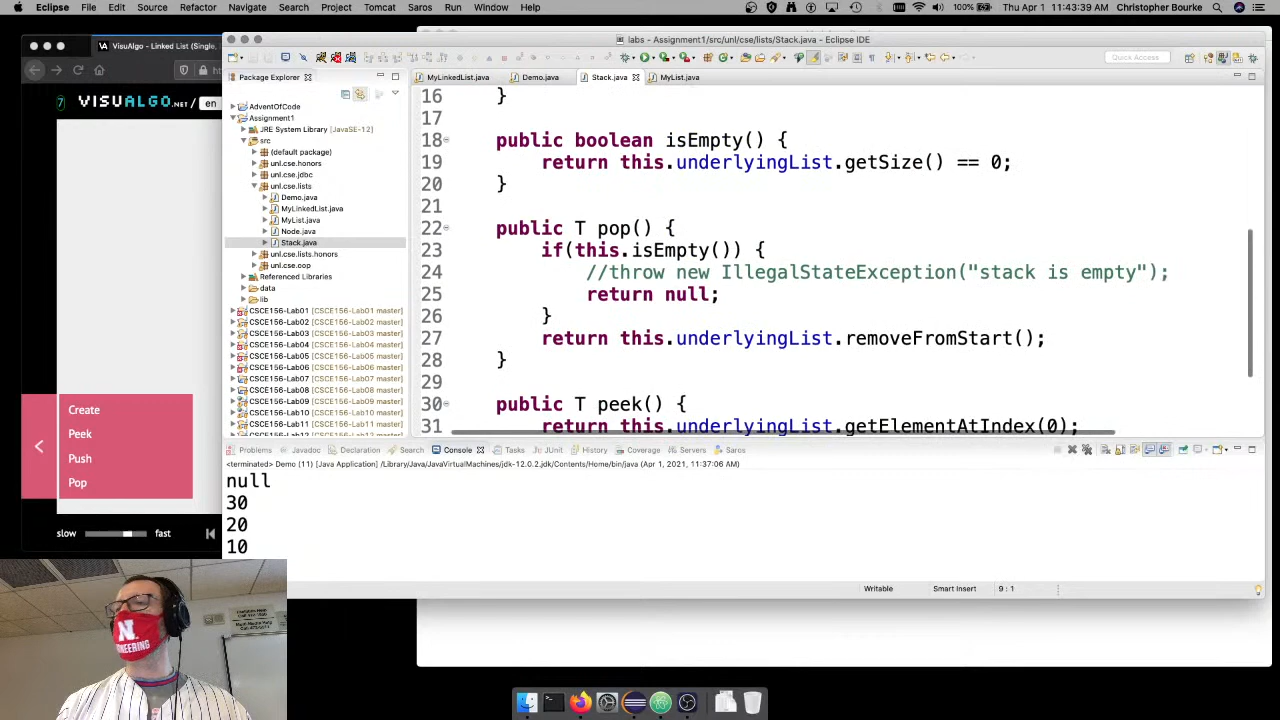 Eclipse File Edit Source Refactor Navigate Search Project Tomcat Saros Run Window Help
100% Thu Apr 1 11:43:39 AM Christopher Bourke
VisuAlgo - Linked List (Single,
labs - Assignment1/src/unl/cse/lists/Stack.java - Eclipse IDE
Quick Access
7 VISUALGO.NET/ en
Package Explorer
MyLinkedList.java Demo.java Stack.java MyList.java
AdventOfCode
Assignment1
JRE System Library [JavaSE-12]
src
(default package)
unl.cse.honors
unl.cse.jdbc
unl.cse.lists
Demo.java
MyLinkedList.java
MyList.java
Node.java
Stack.java
unl.cse.lists.honors
unl.cse.oop
Referenced Libraries
data
lib
CSCE156-Lab01 [CSCE156-Lab01 master]
CSCE156-Lab02 [CSCE156-Lab02 master]
CSCE156-Lab03 [CSCE156-Lab03 master]
CSCE156-Lab04 [CSCE156-Lab04 master]
CSCE156-Lab05 [CSCE156-Lab05 master]
CSCE156-Lab06 [CSCE156-Lab06 master]
CSCE156-Lab07 [CSCE156-Lab07 master]
CSCE156-Lab08 [CSCE156-Lab08 master]
CSCE156-Lab09 [CSCE156-Lab09 master]
CSCE156-Lab10 [CSCE156-Lab10 master]
CSCE156-Lab11 [CSCE156-Lab11 master]
16 }
17
18 public boolean isEmpty() {
19 return this.underlyingList.getSize() == 0;
20 }
21
22 public T pop() {
23 if(this.isEmpty()) {
24 //throw new IllegalStateException("stack is empty");
25 return null;
26 }
27 return this.underlyingList.removeFromStart();
28 }
29
30 public T peek() {
31 return this.underlyingList.getElementAtIndex(0);
Create
Peek
Push
Pop
slow fast
Problems Javadoc Declaration Search Console Tasks JUnit History Coverage Servers Saros
<terminated> Demo (11) [Java Application] /Library/Java/JavaVirtualMachines/jdk-12.0.2.jdk/Contents/Home/bin/java (Apr 1, 2021, 11:37:06 AM)
null
30
20
10
Writable Smart Insert 9 : 1
N
ENGINEERING